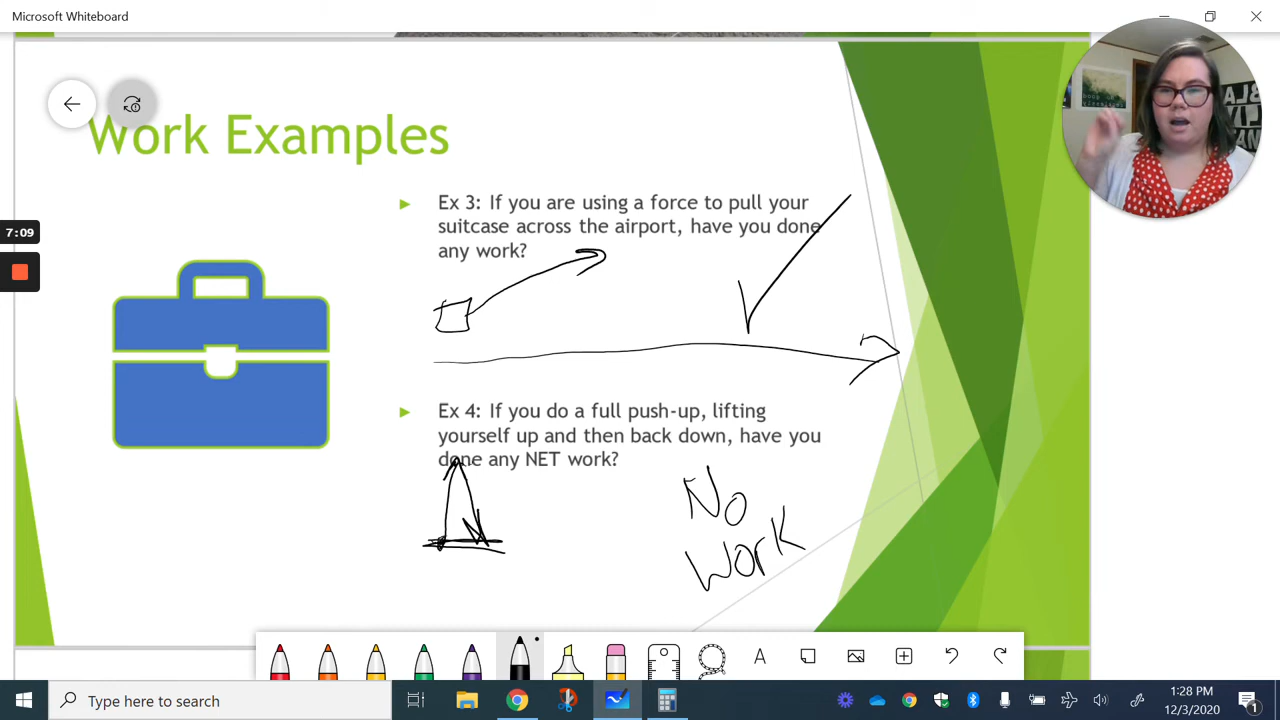 Microsoft Whiteboard
Work Examples
Ex 3: If you are using a force to pull your
suitcase across the airport, have you done
any work?
7:09
Ex 4: If you do a full push-up, lifting
yourself up and then back down, have you
done any NET work?
No
Work
A
Type here to search
1:28 PM
12/3/2020
1